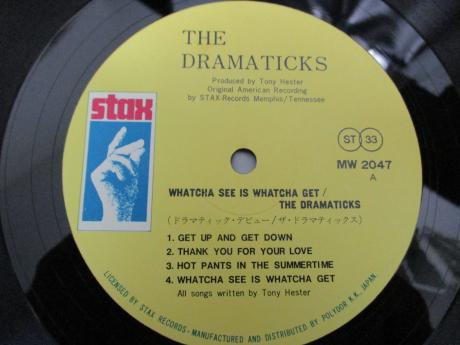 THE
DRAMATICKS
Produced by Tony Hester
Original American Recording
by STAX-Records Memphis/Tennessee
stax
ST 33
MW 2047
A
WHATCHA SEE IS WHATCHA GET /
THE DRAMATICKS
(ドラマティック・デビュー/ザ・ドラマティックス)
1. GET UP AND GET DOWN
2. THANK YOU FOR YOUR LOVE
3. HOT PANTS IN THE SUMMERTIME
4. WHATCHA SEE IS WHATCHA GET
All songs written by Tony Hester
LICENSED BY STAX RECORDS-MANUFACTURED AND DISTRIBUTED BY POLYDOR K.K., JAPAN.